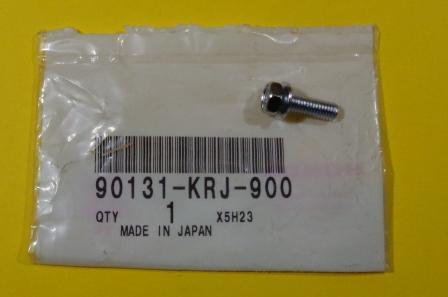 90131-KRJ-900
QTY 1 X5H23
MADE IN JAPAN